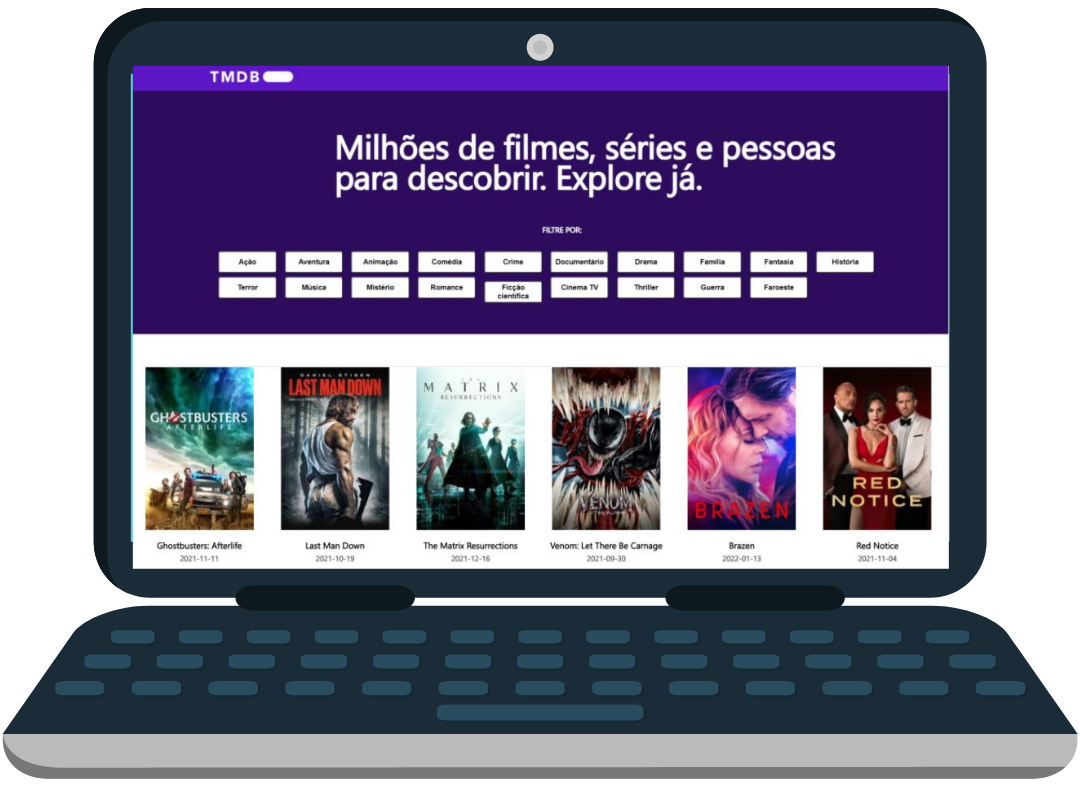 TMDB
Milhões de filmes, séries e pessoas
para descobrir. Explore já.
FILTRE POR:
Ação Aventura Animação Comédia Crime Documentário Drama Família Fantasia História
Terror Música Mistério Romance Ficção científica Cinema TV Thriller Guerra Faroeste
GHOSTBUSTERS
AFTERLIFE
LAST MAN DOWN
MATRIX
RESURRECTIONS
VENOM
BRAZEN
RED
NOTICE
Ghostbusters: Afterlife Last Man Down The Matrix Resurrections Venom: Let There Be Carnage Brazen Red Notice
2021-11-11 2021-10-19 2021-12-16 2021-09-30 2022-01-13 2021-11-04